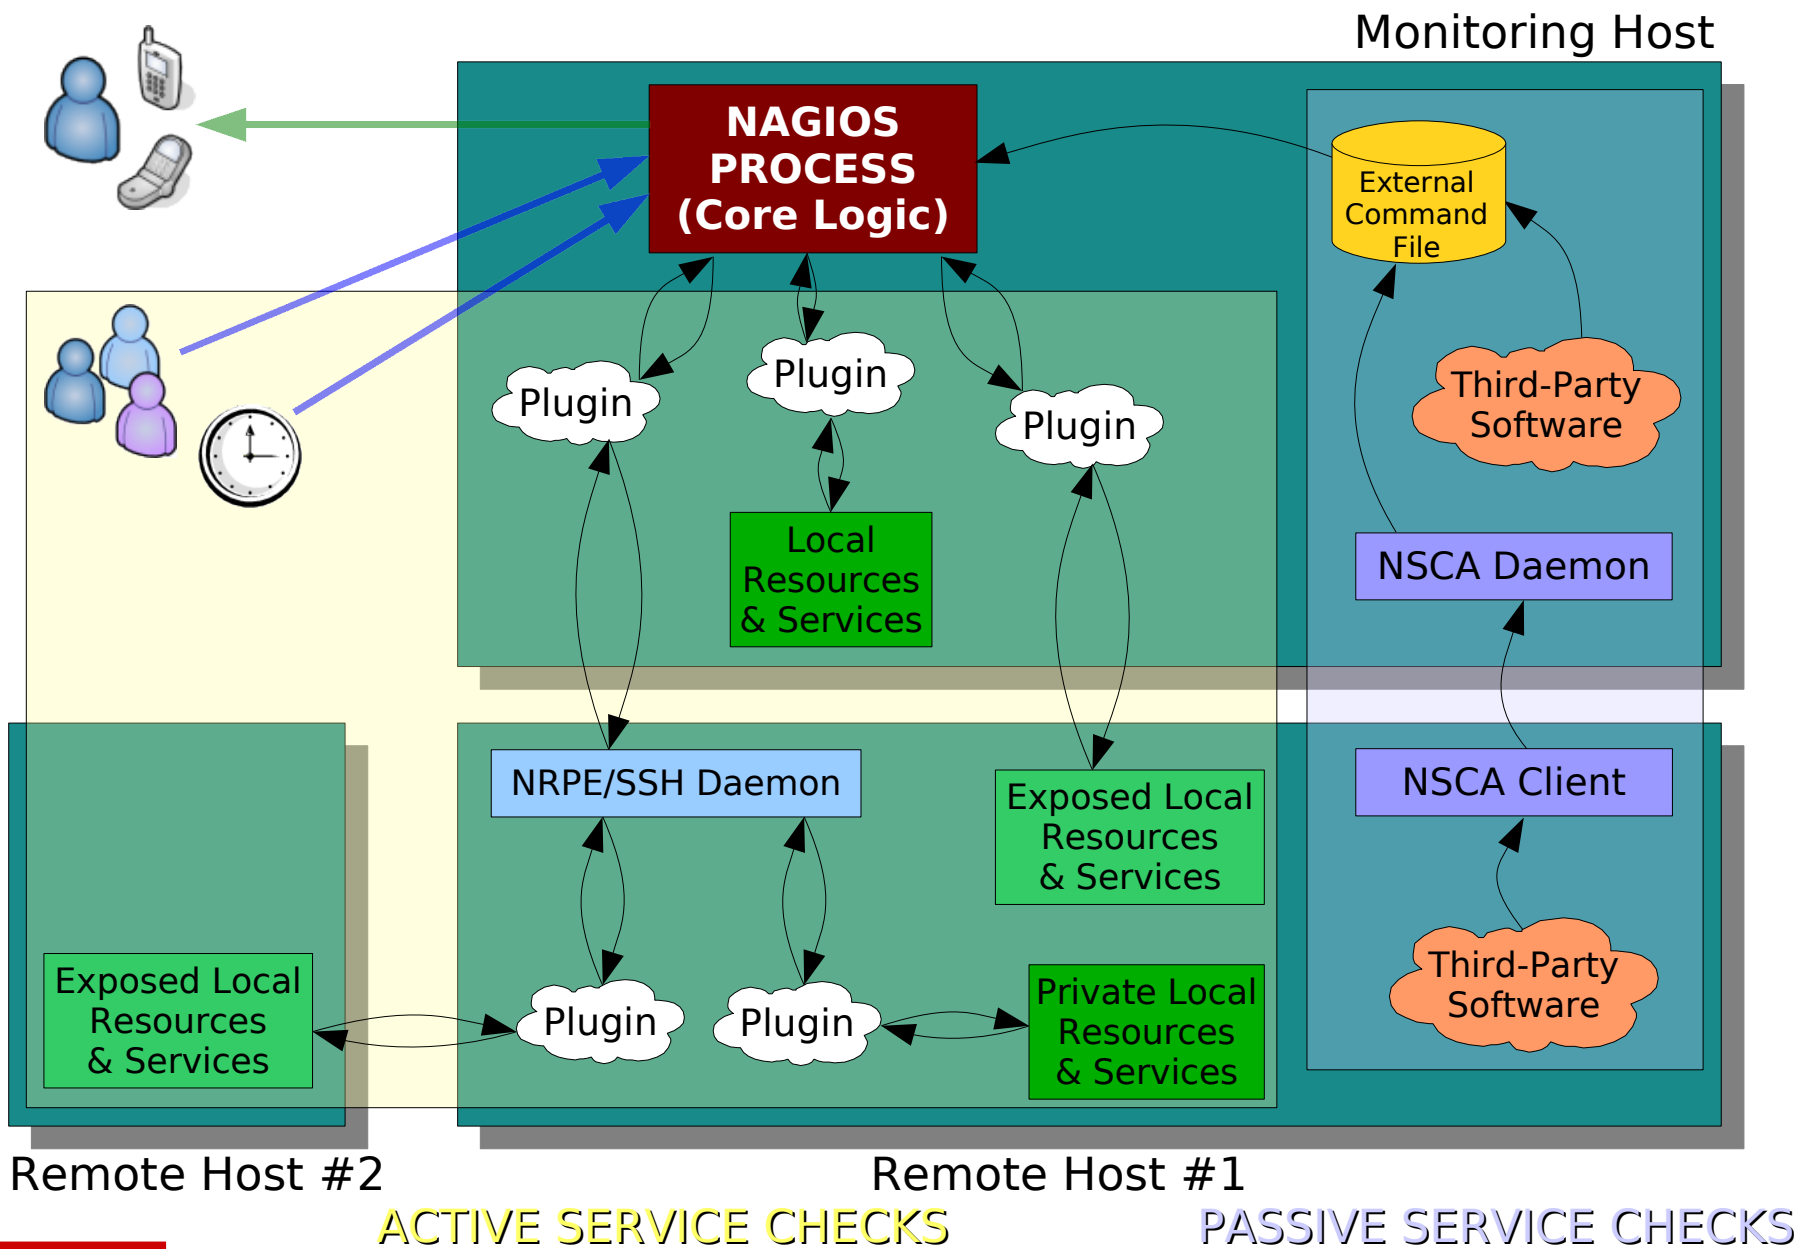 Monitoring Host
NAGIOS
PROCESS
(Core Logic)
External
Command
File
Plugin
Plugin
Plugin
Third-Party
Software
Local
Resources
& Services
NSCA Daemon
NRPE/SSH Daemon
Exposed Local
Resources
& Services
NSCA Client
Exposed Local
Resources
& Services
Plugin
Plugin
Private Local
Resources
& Services
Third-Party
Software
Remote Host #2
Remote Host #1
ACTIVE SERVICE CHECKS
PASSIVE SERVICE CHECKS